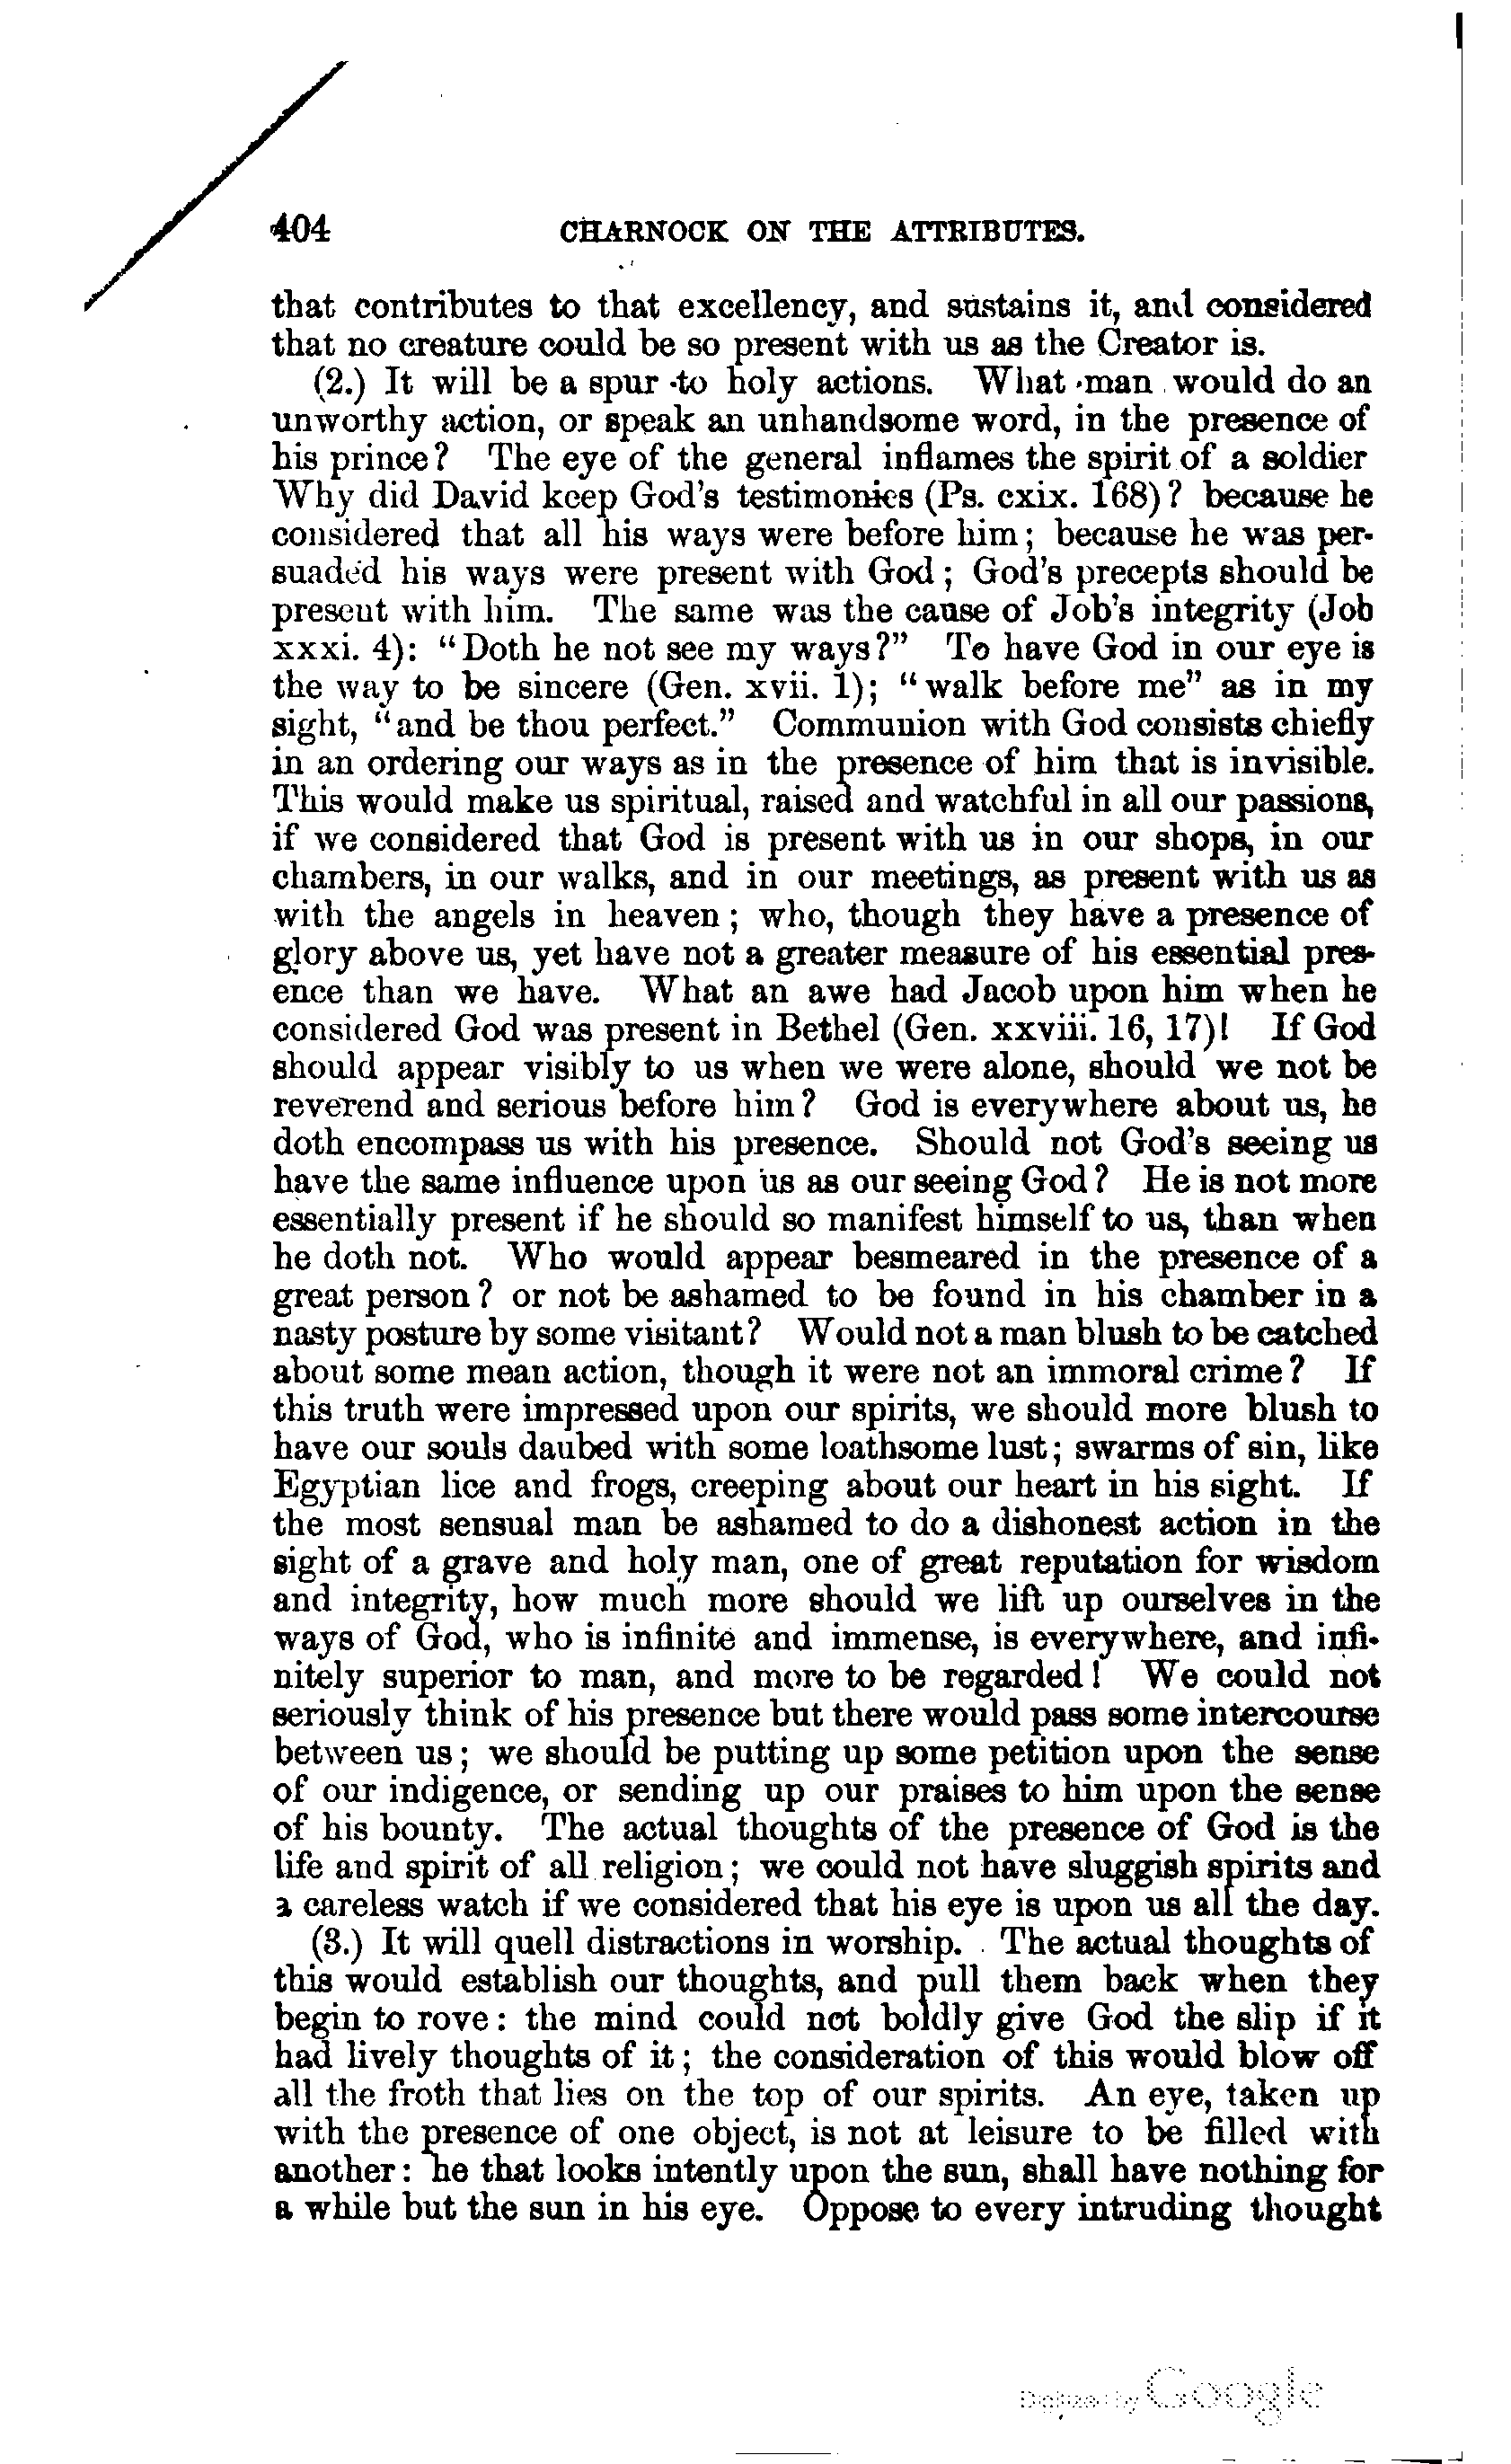 404 CHARNOCK ON THE ATTRIBUTES.
that contributes to that excellency, and sustains it, and considered
that no creature could be so present with us as the Creator is.
(2.) It will be a spur to holy actions. What man would do an
unworthy action, or speak an unhandsome word, in the presence of
his prince? The eye of the general inflames the spirit of a soldier
Why did David keep God's testimonies (Ps. cxix. 168)? because he
considered that all his ways were before him; because he was per-
suaded his ways were present with God; God's precepts should be
present with him. The same was the cause of Job's integrity (Job
xxxi. 4): "Doth he not see my ways?" To have God in our eye is
the way to be sincere (Gen. xvii. 1); "walk before me" as in my
sight, "and be thou perfect." Communion with God consists chiefly
in an ordering our ways as in the presence of him that is invisible.
This would make us spiritual, raised and watchful in all our passions,
if we considered that God is present with us in our shops, in our
chambers, in our walks, and in our meetings, as present with us as
with the angels in heaven; who, though they have a presence of
glory above us, yet have not a greater measure of his essential pres-
ence than we have. What an awe had Jacob upon him when he
considered God was present in Bethel (Gen. xxviii. 16, 17)! If God
should appear visibly to us when we were alone, should we not be
reverend and serious before him? God is everywhere about us, he
doth encompass us with his presence. Should not God's seeing us
have the same influence upon us as our seeing God? He is not more
essentially present if he should so manifest himself to us, than when
he doth not. Who would appear besmeared in the presence of a
great person? or not be ashamed to be found in his chamber in a
nasty posture by some visitant? Would not a man blush to be catched
about some mean action, though it were not an immoral crime? If
this truth were impressed upon our spirits, we should more blush to
have our souls daubed with some loathsome lust; swarms of sin, like
Egyptian lice and frogs, creeping about our heart in his sight. If
the most sensual man be ashamed to do a dishonest action in the
sight of a grave and holy man, one of great reputation for wisdom
and integrity, how much more should we lift up ourselves in the
ways of God, who is infinite and immense, is everywhere, and infi-
nitely superior to man, and more to be regarded! We could not
seriously think of his presence but there would pass some intercourse
between us; we should be putting up some petition upon the sense
of our indigence, or sending up our praises to him upon the sense
of his bounty. The actual thoughts of the presence of God is the
life and spirit of all religion; we could not have sluggish spirits and
a careless watch if we considered that his eye is upon us all the day.
(3.) It will quell distractions in worship. The actual thoughts of
this would establish our thoughts, and pull them back when they
begin to rove: the mind could not boldly give God the slip if it
had lively thoughts of it; the consideration of this would blow off
all the froth that lies on the top of our spirits. An eye, taken up
with the presence of one object, is not at leisure to be filled with
another: he that looks intently upon the sun, shall have nothing for
a while but the sun in his eye. Oppose to every intruding thought
Digitized by Google